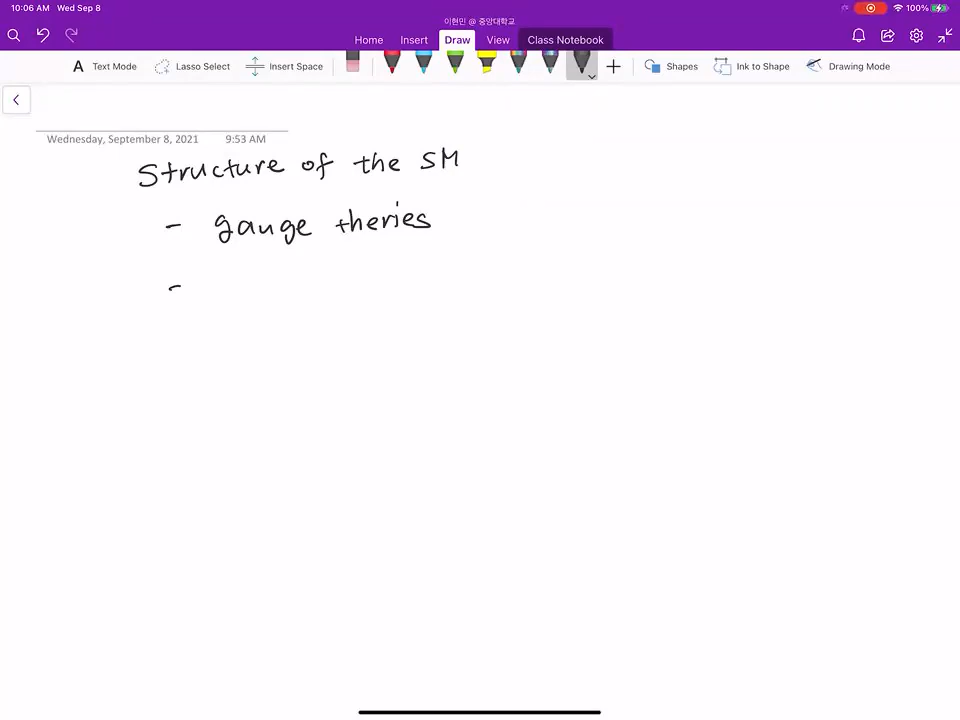 10:06 AM Wed Sep 8
100%
이현민 @ 중앙대학교
Home Insert Draw View Class Notebook
A Text Mode Lasso Select Insert Space Shapes Ink to Shape Drawing Mode
Wednesday, September 8, 2021 9:53 AM
Structure of the SM
- gauge theries
-